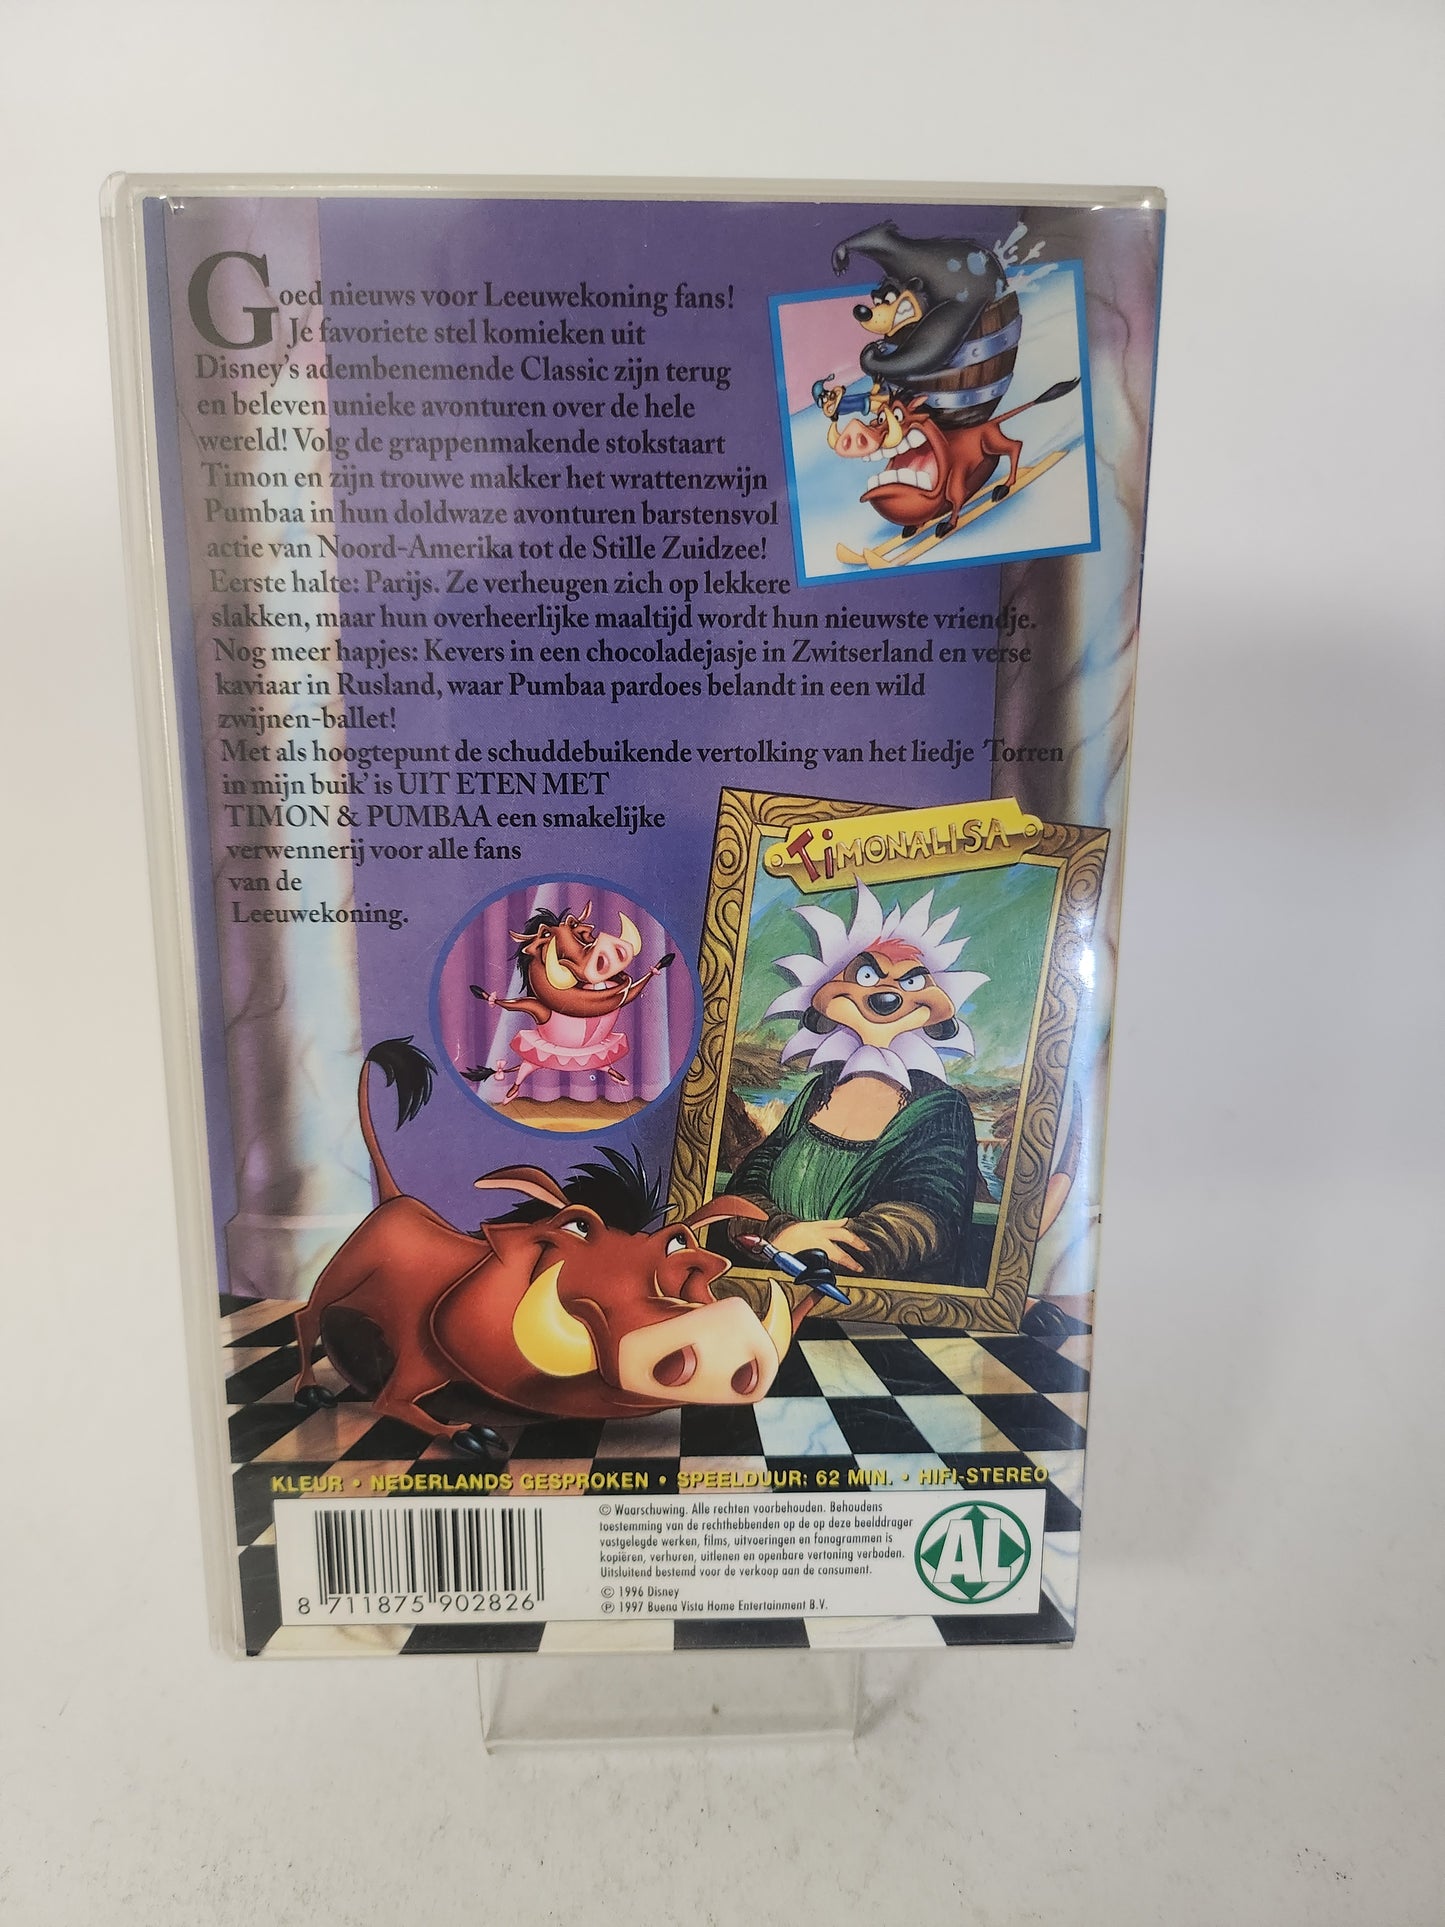 Goed nieuws voor Leeuwekoning fans!
Je favoriete stel komieken uit
Disney's adembenemende Classic zijn terug
en beleven unieke avonturen over de hele
wereld! Volg de grappenmakende stokstaart
Timon en zijn trouwe makker het wrattenzwijn
Pumbaa in hun doldwaze avonturen barstensvol
actie van Noord-Amerika tot de Stille Zuidzee!
Eerste halte: Parijs. Ze verheugen zich op lekkere
slakken, maar hun overheerlijke maaltijd wordt hun nieuwste vriendje.
Nog meer hapjes: Kevers in een chocoladejasje in Zwitserland en verse
kaviaar in Rusland, waar Pumbaa pardoes belandt in een wild
zwijnen-ballet!
Met als hoogtepunt de schuddebuikende vertolking van het liedje 'Torren
in mijn buik' is UIT ETEN MET
TIMON & PUMBAA een smakelijke
verwennerij voor alle fans
van de
Leeuwekoning.
TiMONALISA
KLEUR • NEDERLANDS GESPROKEN • SPEELDUUR: 62 MIN. • HIFI-STEREO
© Waarschuwing. Alle rechten voorbehouden. Behoudens
toestemming van de rechthebbenden op de op deze beelddrager
vastgelegde werken, films, uitvoeringen en fonogrammen is
kopiëren, verhuren, uitlenen en openbare vertoning verboden.
Uitsluitend bestemd voor de verkoop aan de consument.
© 1996 Disney
℗ 1997 Buena Vista Home Entertainment B.V.
8 711875 902826
AL